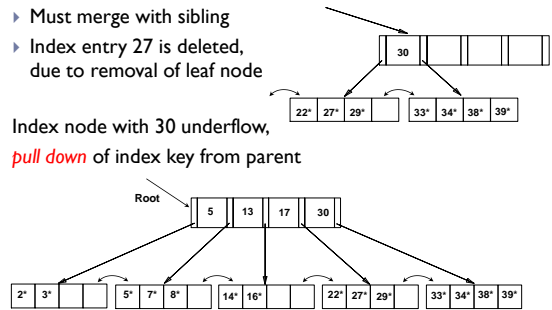 Must merge with sibling
Index entry 27 is deleted,
due to removal of leaf node
30
22* 27* 29* 33* 34* 38* 39*
Index node with 30 underflow,
pull down of index key from parent
Root
5 13 17 30
2* 3* 5* 7* 8* 14* 16* 22* 27* 29* 33* 34* 38* 39*